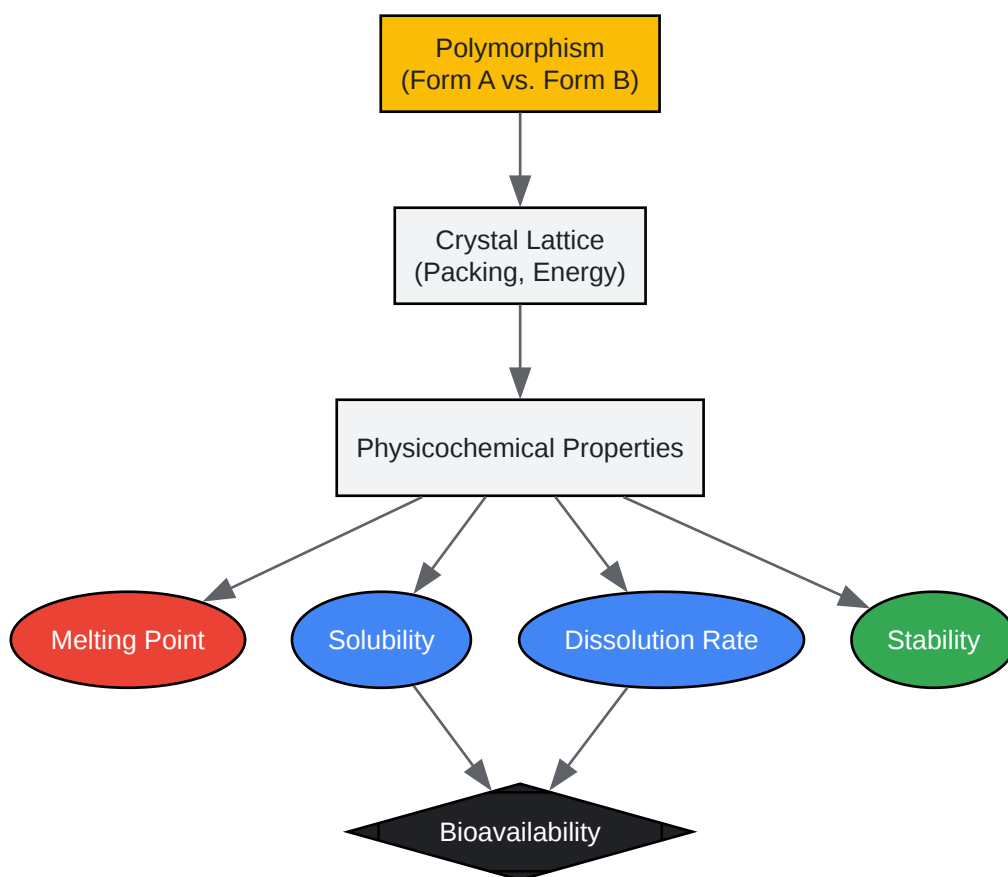 Polymorphism
(Form A vs. Form B)
Crystal Lattice
(Packing, Energy)
Physicochemical Properties
Melting Point
Solubility
Dissolution Rate
Stability
Bioavailability